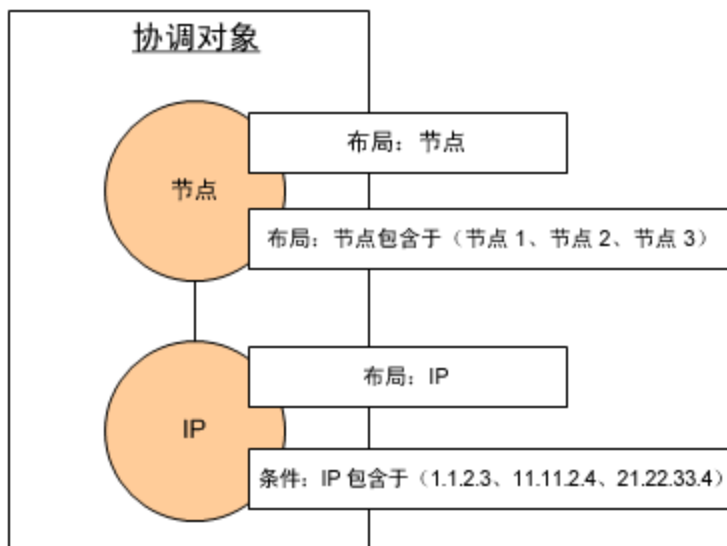 协调对象
布局：节点
节点
布局：节点包含于（节点 1、节点 2、节点 3）
布局：IP
IP
条件：IP 包含于（1.1.2.3、11.11.2.4、21.22.33.4）